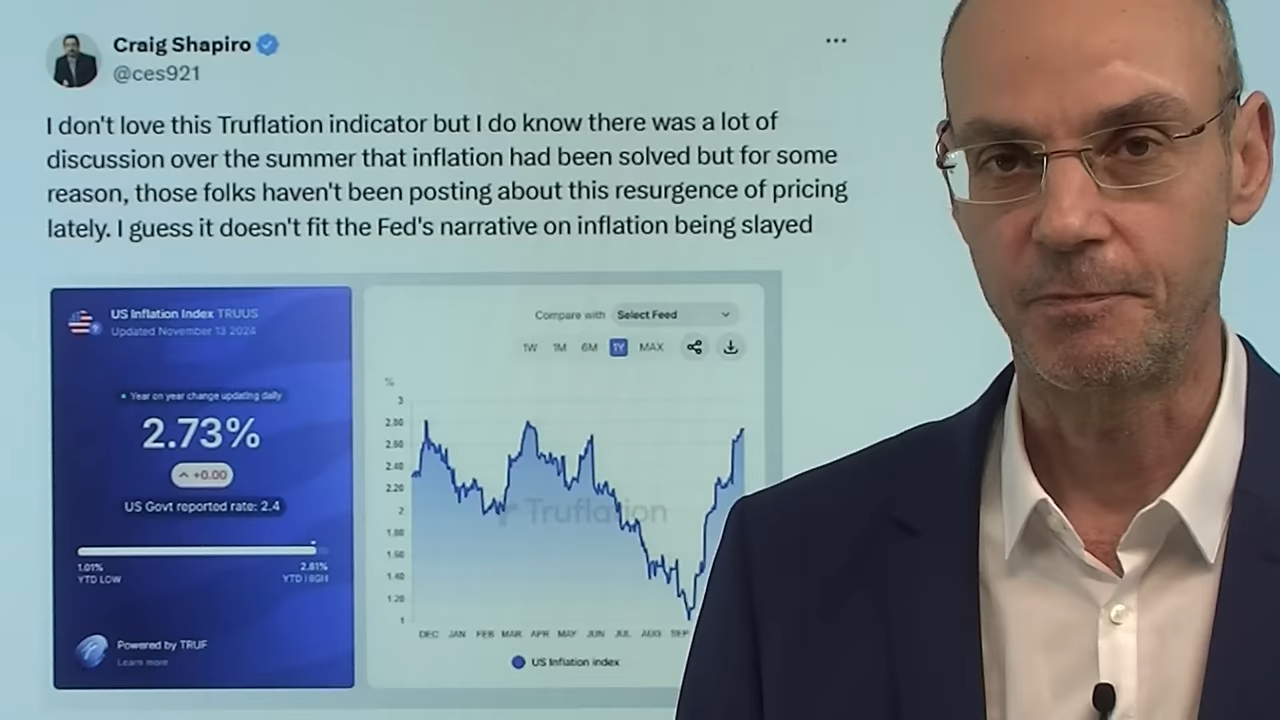 Craig Shapiro
@ces921
...
I don't love this Truflation indicator but I do know there was a lot of
discussion over the summer that inflation had been solved but for some
reason, those folks haven't been posting about this resurgence of pricing
lately. I guess it doesn't fit the Fed's narrative on inflation being slayed
US Inflation Index TRUUS
Updated November 13 2024
Year on year change updating daily
2.73%
+0.00
US Govt reported rate: 2.4
1.01%
YTD LOW
2.81%
YTD HIGH
Powered by TRUF
Learn more
Compare with Select Feed
1W 1M 6M 1Y MAX
%
3
2.80
2.60
2.40
2.20
2
1.80
1.60
1.40
1.20
1
Truflation
DEC JAN FEB MAR APR MAY JUN JUL AUG SEP
US Inflation index